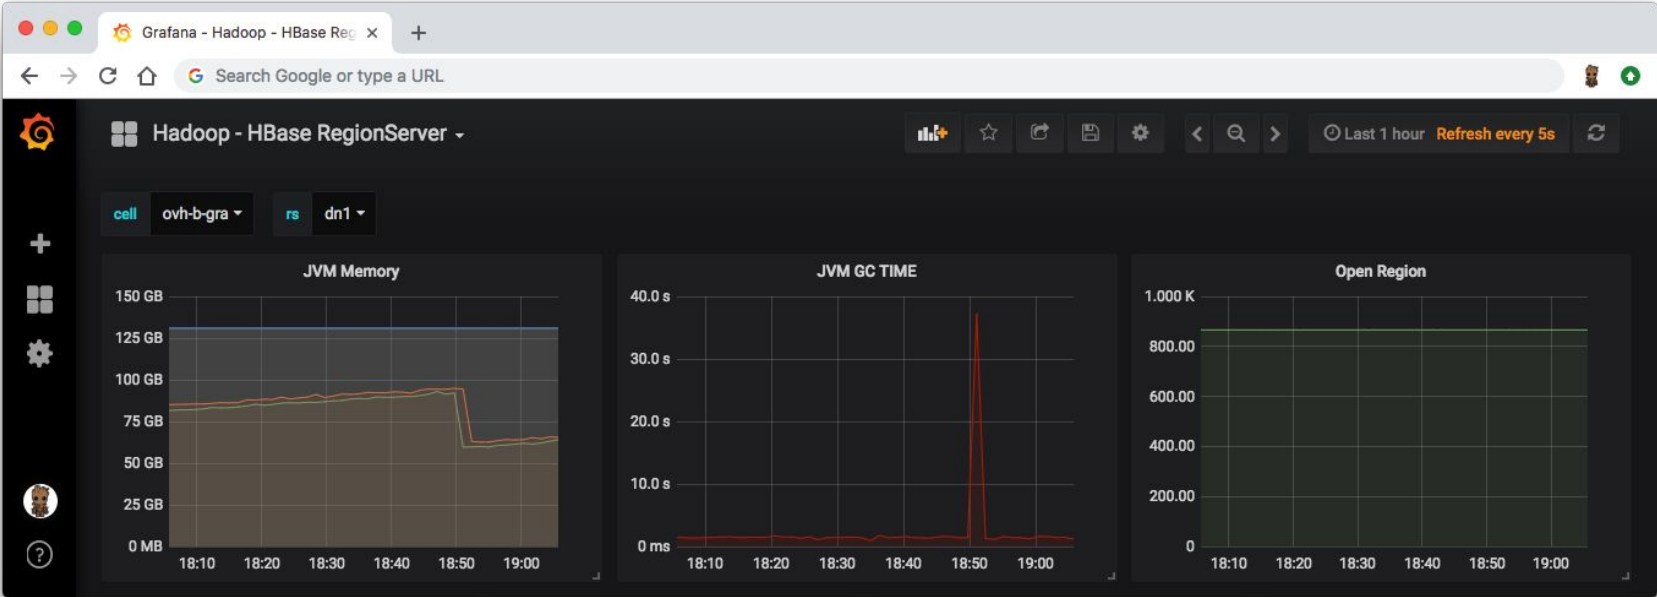 Grafana - Hadoop - HBase Reg
Search Google or type a URL
Hadoop - HBase RegionServer
Last 1 hour Refresh every 5s
cell ovh-b-gra rs dn1
JVM Memory
150 GB
125 GB
100 GB
75 GB
50 GB
25 GB
0 MB
18:10 18:20 18:30 18:40 18:50 19:00
JVM GC TIME
40.0 s
30.0 s
20.0 s
10.0 s
0 ms
18:10 18:20 18:30 18:40 18:50 19:00
Open Region
1.000 K
800.00
600.00
400.00
200.00
0
18:10 18:20 18:30 18:40 18:50 19:00